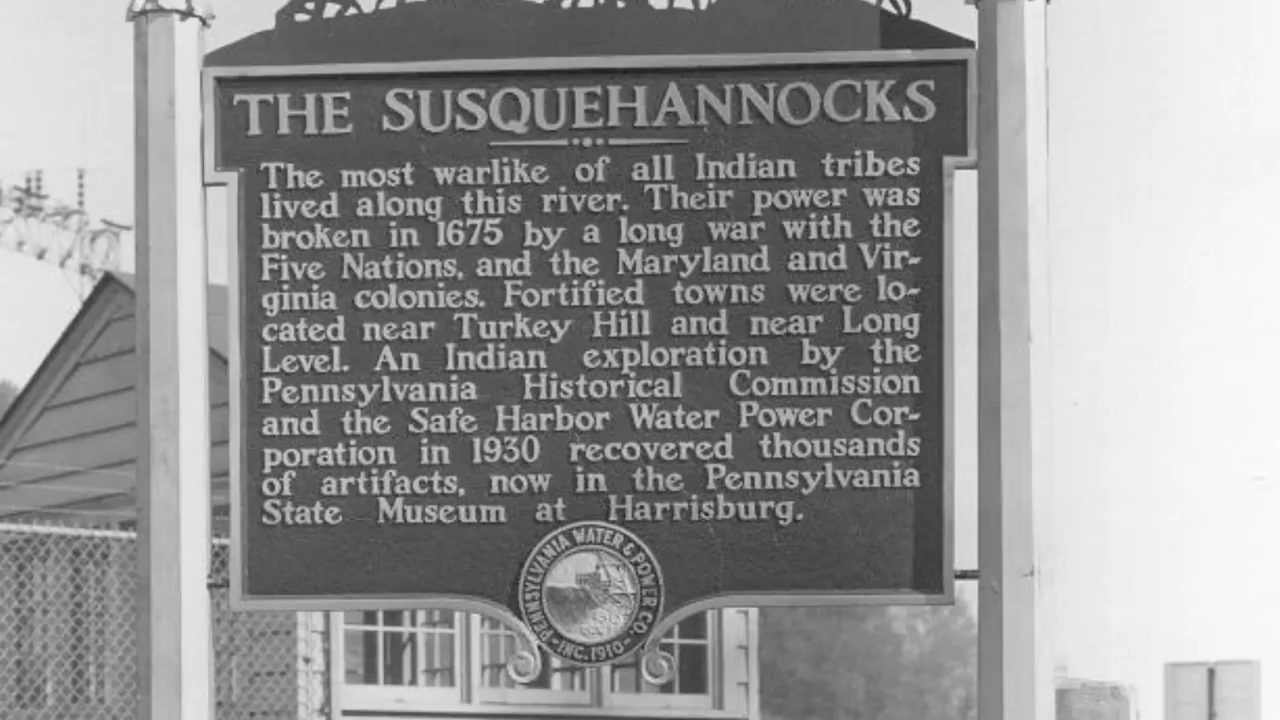 THE SUSQUEHANNOCKS
The most warlike of all Indian tribes
lived along this river. Their power was
broken in 1675 by a long war with the
Five Nations, and the Maryland and Vir-
ginia colonies. Fortified towns were lo-
cated near Turkey Hill and near Long
Level. An Indian exploration by the
Pennsylvania Historical Commission
and the Safe Harbor Water Power Cor-
poration in 1930 recovered thousands
of artifacts, now in the Pennsylvania
State Museum at Harrisburg.
PENNSYLVANIA WATER & POWER CO.
-INC. 1910-